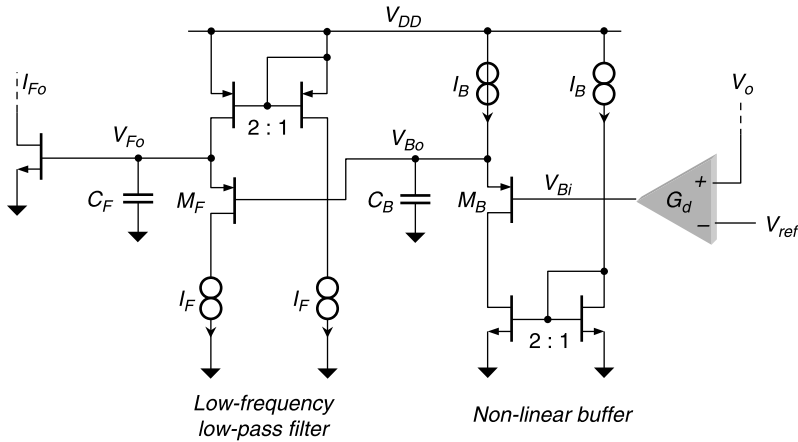 V_DD
I_Fo
I_B
I_B
V_o
V_Fo
2 : 1
V_Bo
C_F
M_F
C_B
M_B
V_Bi
+
G_d
−
V_ref
I_F
I_F
2 : 1
Low-frequency
low-pass filter
Non-linear buffer